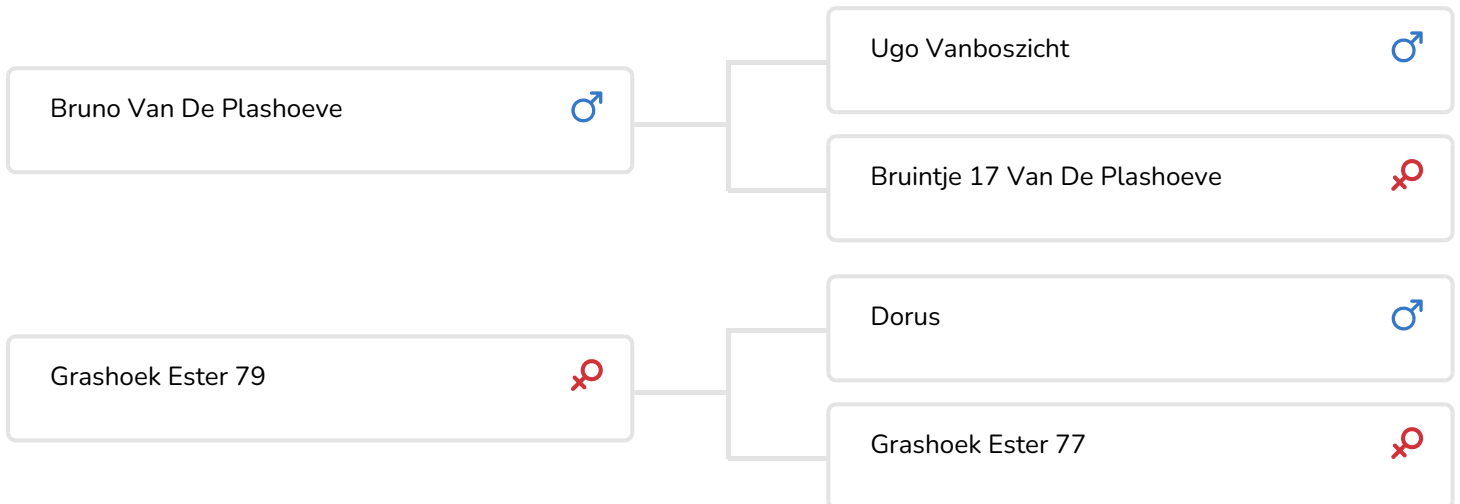 Ugo Vanboszicht
Bruno Van De Plashoeve
Bruintje 17 Van De Plashoeve
Dorus
Grashoek Ester 79
Grashoek Ester 77